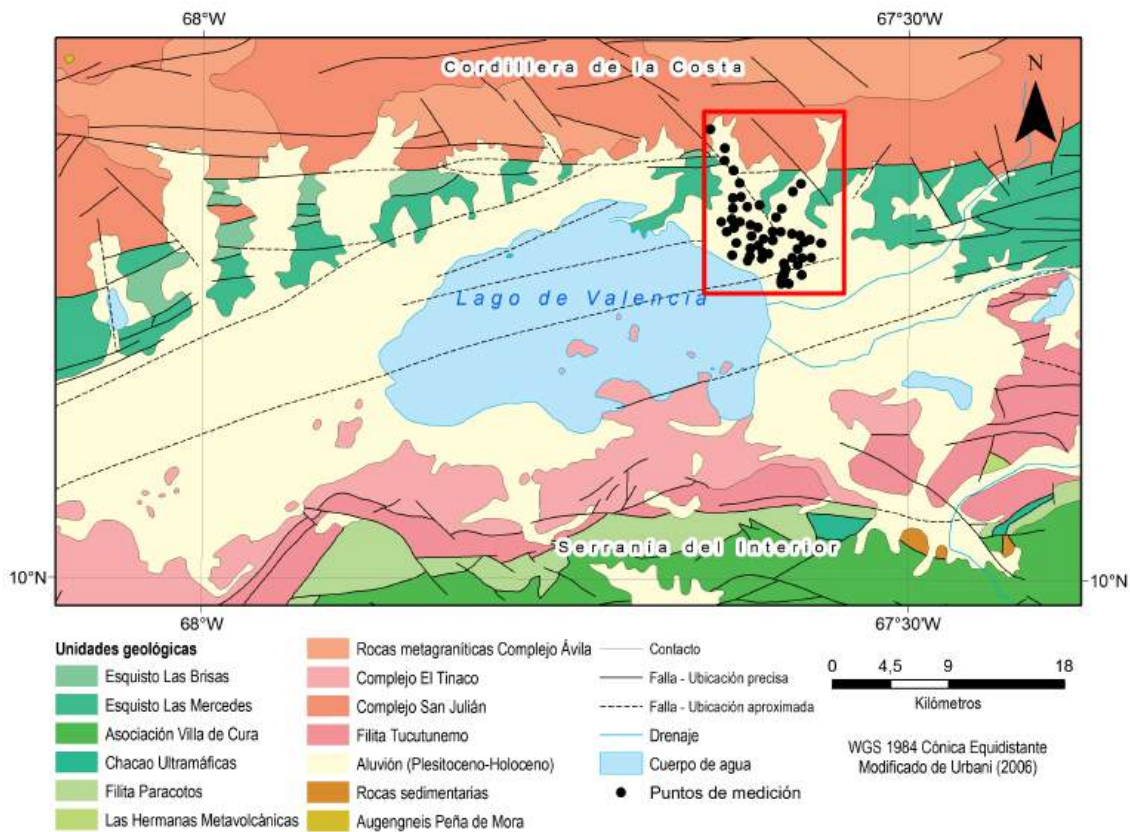 68°W
67°30'W
Cordillera de la Costa
N
Lago de Valencia
Serranía del Interior
10°N
10°N
68°W
67°30'W
Unidades geológicas
Esquisto Las Brisas
Esquisto Las Mercedes
Asociación Villa de Cura
Chacao Ultramáficas
Filita Paracotos
Las Hermanas Metavolcánicas
Rocas metagraníticas Complejo Ávila
Complejo El Tinaco
Complejo San Julián
Filita Tucutunemo
Aluvión (Plesitoceno-Holoceno)
Rocas sedimentarias
Augengneis Peña de Mora
Contacto
Falla - Ubicación precisa
Falla - Ubicación aproximada
Drenaje
Cuerpo de agua
Puntos de medición
0 4,5 9 18
Kilómetros
WGS 1984 Cónica Equidistante
Modificado de Urbani (2006)